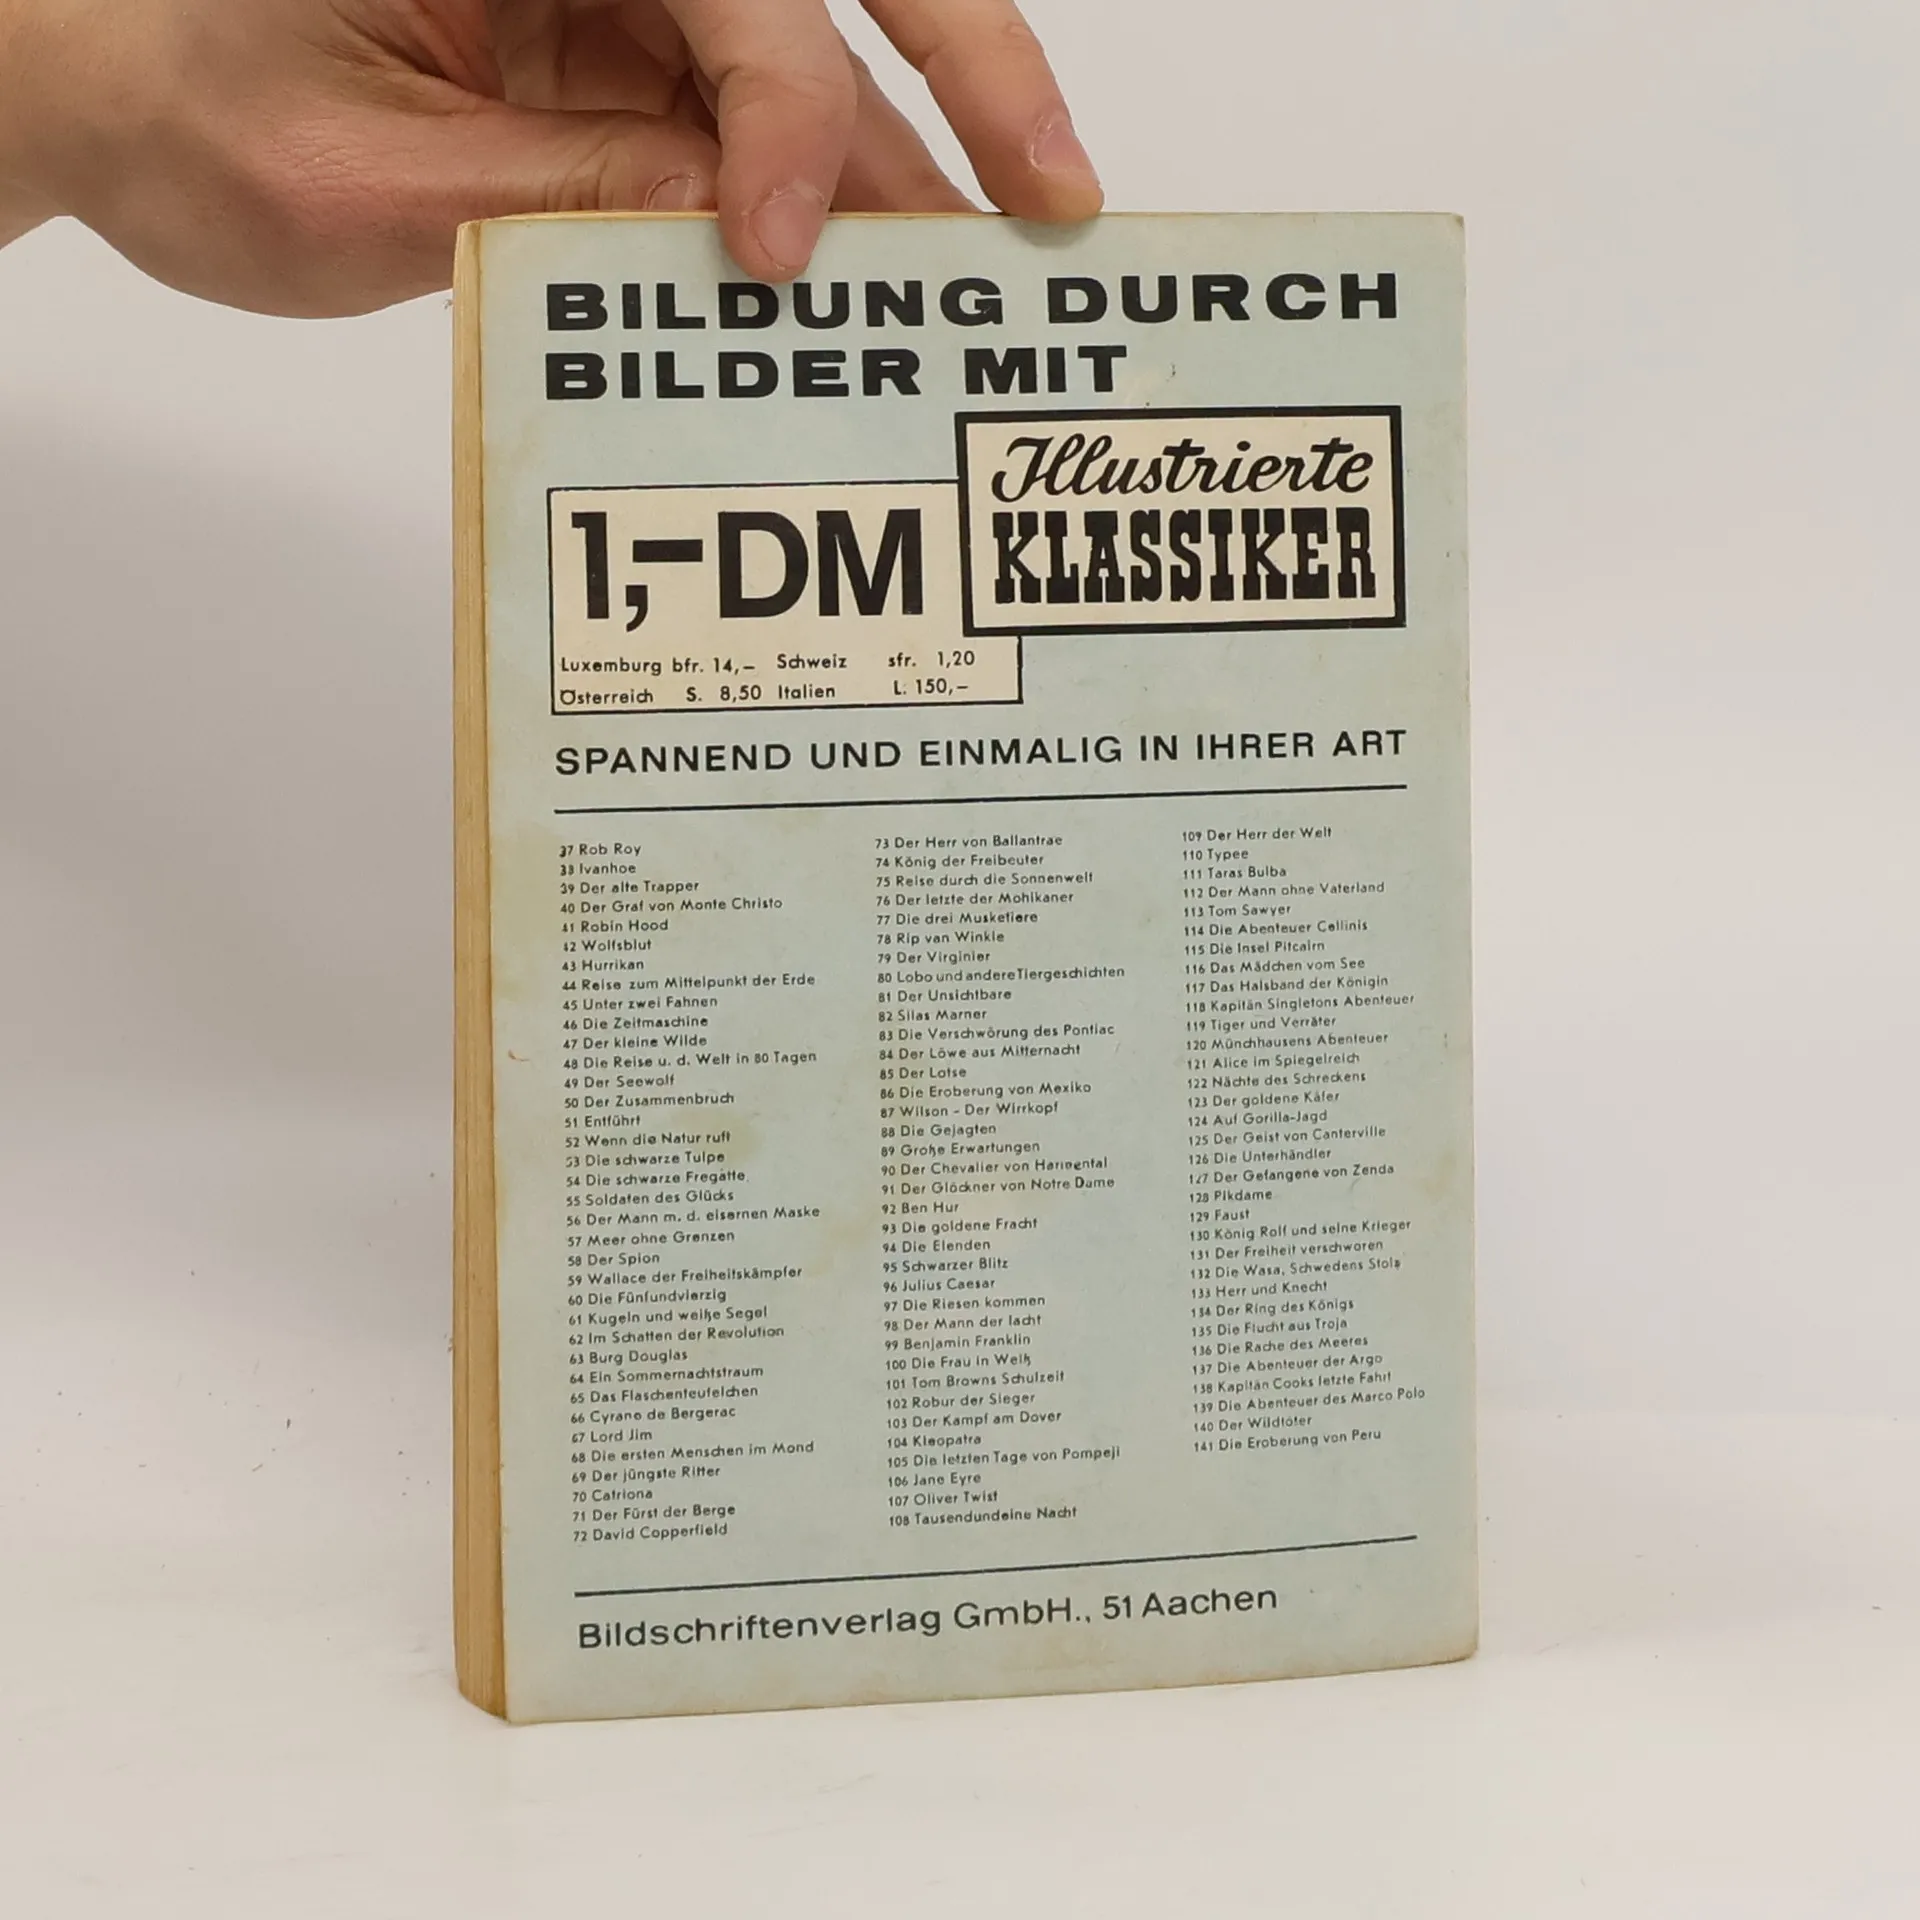 BILDUNG DURCH
BILDER MIT
Illustrierte
KLASSIKER
1,–DM
Luxemburg bfr. 14,– Schweiz sfr. 1,20
Österreich S. 8,50 Italien L. 150,–
SPANNEND UND EINMALIG IN IHRER ART
37 Rob Roy
38 Ivanhoe
39 Der alte Trapper
40 Der Graf von Monte Christo
41 Robin Hood
42 Wolfsblut
43 Hurrikan
44 Reise zum Mittelpunkt der Erde
45 Unter zwei Fahnen
46 Die Zeitmaschine
47 Der kleine Wilde
48 Die Reise u. d. Welt in 80 Tagen
49 Der Seewolf
50 Der Zusammenbruch
51 Entführt
52 Wenn die Natur ruft
53 Die schwarze Tulpe
54 Die schwarze Fregatte
55 Soldaten des Glücks
56 Der Mann m. d. eisernen Maske
57 Meer ohne Grenzen
58 Der Spion
59 Wallace der Freiheitskämpfer
60 Die Fünfundvierzig
61 Kugeln und weiße Segel
62 Im Schatten der Revolution
63 Burg Douglas
64 Ein Sommernachtstraum
65 Das Flaschenteufelchen
66 Cyrano de Bergerac
67 Lord Jim
68 Die ersten Menschen im Mond
69 Der jüngste Ritter
70 Catriona
71 Der Fürst der Berge
72 David Copperfield
73 Der Herr von Ballantrae
74 König der Freibeuter
75 Reise durch die Sonnenwelt
76 Der letzte der Mohikaner
77 Die drei Musketiere
78 Rip van Winkle
79 Der Virginier
80 Lobo und andere Tiergeschichten
81 Der Unsichtbare
82 Silas Marner
83 Die Verschwörung des Pontiac
84 Der Löwe aus Mitternacht
85 Der Lotse
86 Die Eroberung von Mexiko
87 Wilson - Der Wirrkopf
88 Die Gejagten
89 Große Erwartungen
90 Der Chevalier von Harmental
91 Der Glöckner von Notre Dame
92 Ben Hur
93 Die goldene Fracht
94 Die Elenden
95 Schwarzer Blitz
96 Julius Caesar
97 Die Riesen kommen
98 Der Mann der lacht
99 Benjamin Franklin
100 Die Frau in Weiß
101 Tom Browns Schulzeit
102 Robur der Sieger
103 Der Kampf am Dover
104 Kleopatra
105 Die letzten Tage von Pompeji
106 Jane Eyre
107 Oliver Twist
108 Tausendundeine Nacht
109 Der Herr der Welt
110 Typee
111 Taras Bulba
112 Der Mann ohne Vaterland
113 Tom Sawyer
114 Die Abenteuer Cellinis
115 Die Insel Pitcairn
116 Das Mädchen vom See
117 Das Halsband der Königin
118 Kapitän Singletons Abenteuer
119 Tiger und Verräter
120 Münchhausens Abenteuer
121 Alice im Spiegelreich
122 Nächte des Schreckens
123 Der goldene Käfer
124 Auf Gorilla-Jagd
125 Der Geist von Canterville
126 Die Unterhändler
127 Der Gefangene von Zenda
128 Pikdame
129 Faust
130 König Rolf und seine Krieger
131 Der Freiheit verschworen
132 Die Wasa, Schwedens Stolz
133 Herr und Knecht
134 Der Ring des Königs
135 Die Flucht aus Troja
136 Die Rache des Meeres
137 Die Abenteuer der Argo
138 Kapitän Cooks letzte Fahrt
139 Die Abenteuer des Marco Polo
140 Der Wildtöter
141 Die Eroberung von Peru
Bildschriftenverlag GmbH., 51 Aachen